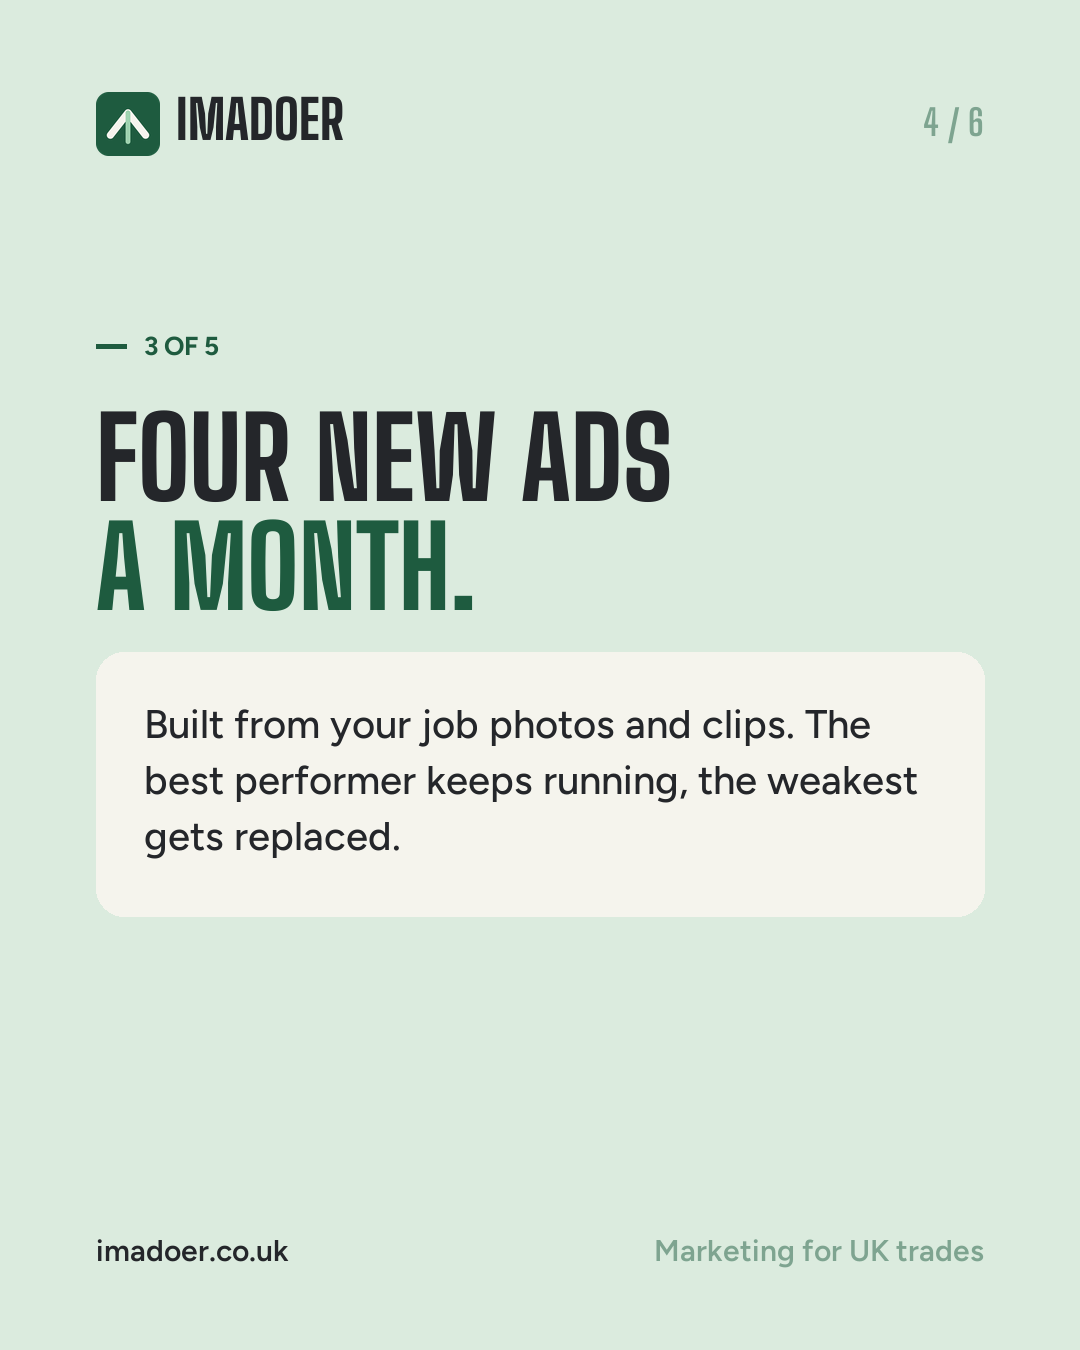 IMADOER
4 / 6
3 OF 5
FOUR NEW ADS
A MONTH.
Built from your job photos and clips. The
best performer keeps running, the weakest
gets replaced.
imadoer.co.uk
Marketing for UK trades